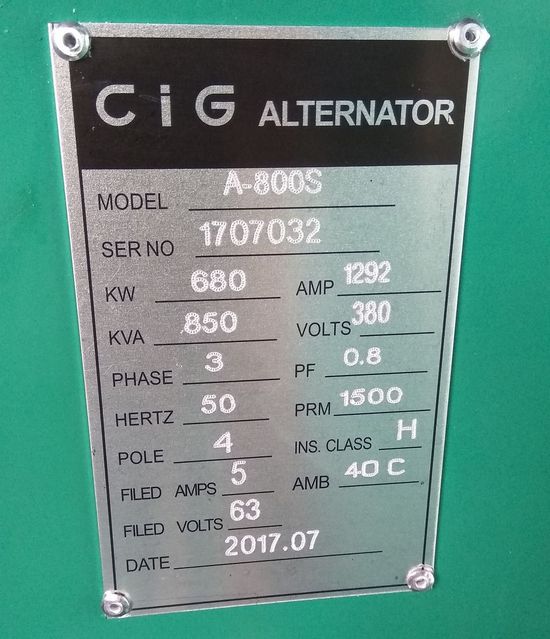 CiG ALTERNATOR
MODEL A-800S
SER NO 1707032
KW 680 AMP 1292
KVA 850 VOLTS 380
PHASE 3 PF 0.8
HERTZ 50 PRM 1500
POLE 4 INS. CLASS H
FILED AMPS 5 AMB 40 C
FILED VOLTS 63
DATE 2017.07